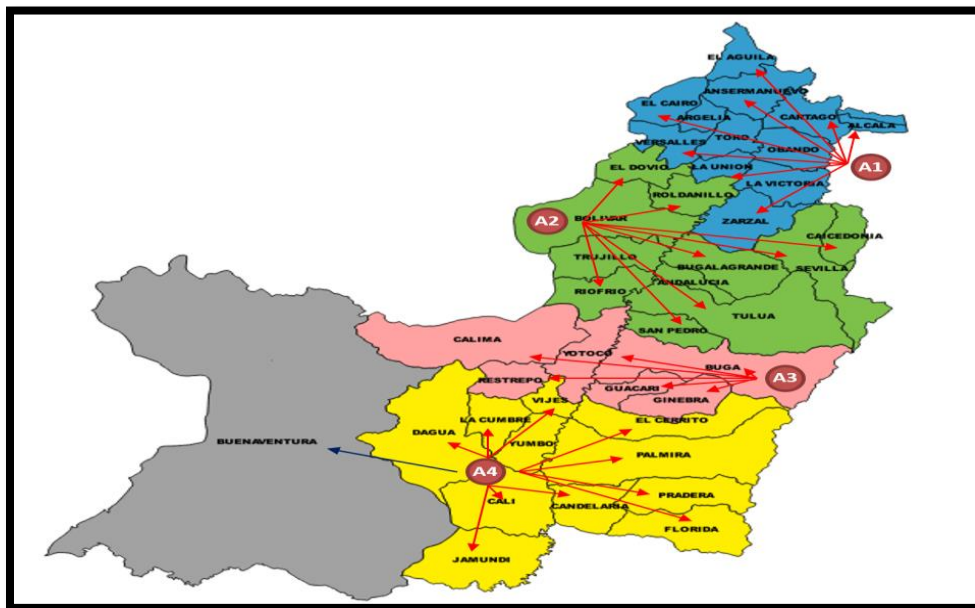 EL AGUILA
ANSERMANUEVO
EL CAIRO
ARGELIA
CARTAGO
ALCALA
TORO
VERSALLES
OBANDO
A1
LA UNION
EL DOVIO
LA VICTORIA
ROLDANILLO
A2
BOLIVAR
ZARZAL
CAICEDONIA
TRUJILLO
BUGALAGRANDE
SEVILLA
ANDALUCIA
RIOFRIO
TULUA
SAN PEDRO
CALIMA
YOTOCO
BUGA
A3
RESTREPO
GUACARI
GINEBRA
VIJES
LA CUMBRE
EL CERRITO
DAGUA
BUENAVENTURA
YUMBO
PALMIRA
A4
PRADERA
CALI
CANDELAISA
FLORIDA
JAMUNDI